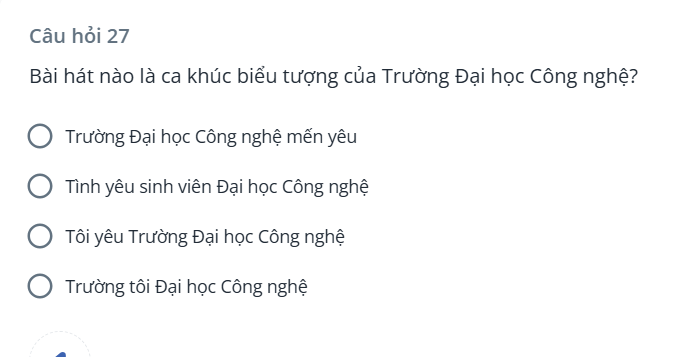 Câu hỏi 27
Bài hát nào là ca khúc biểu tượng của Trường Đại học Công nghệ?
Trường Đại học Công nghệ mến yêu
Tình yêu sinh viên Đại học Công nghệ
Tôi yêu Trường Đại học Công nghệ
Trường tôi Đại học Công nghệ